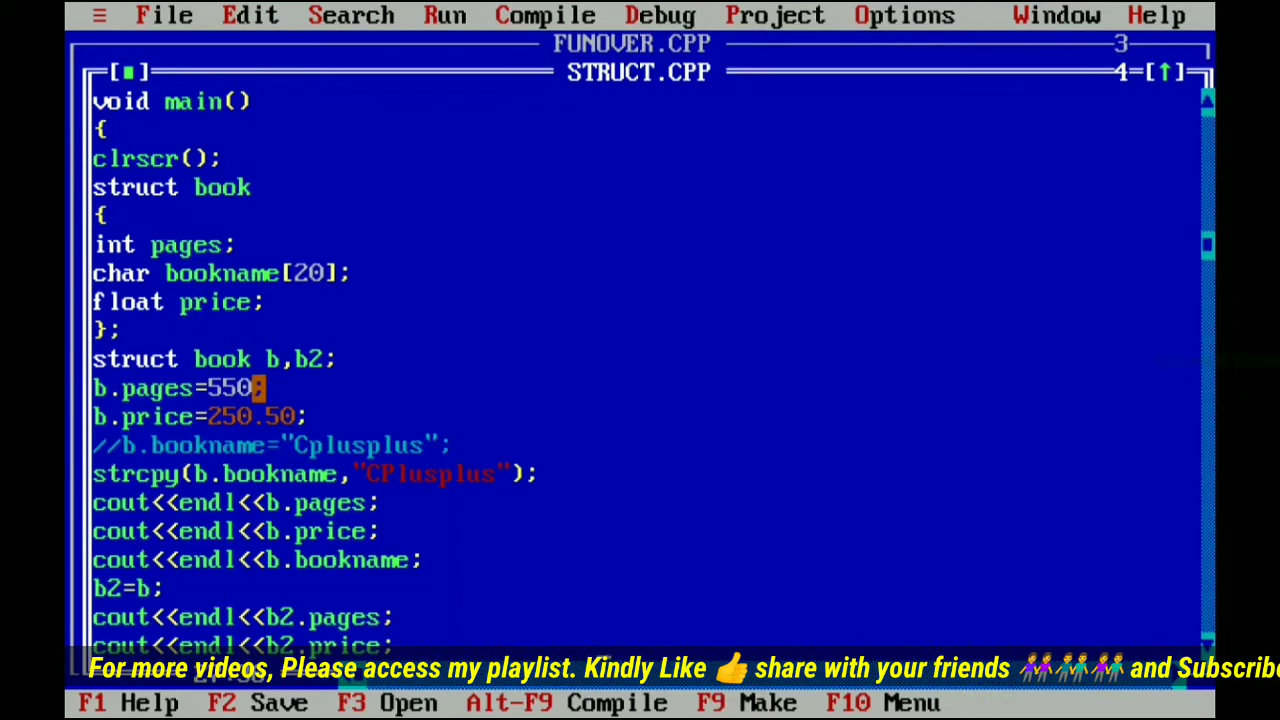 ≡ File Edit Search Run Compile Debug Project Options Window Help
FUNOVER.CPP 3
[■] STRUCT.CPP 4=[↑]
void main()
{
clrscr();
struct book
{
int pages;
char bookname[20];
float price;
};
struct book b,b2;
b.pages=550;
b.price=250.50;
//b.bookname="Cplusplus";
strcpy(b.bookname,"CPlusplus");
cout<<endl<<b.pages;
cout<<endl<<b.price;
cout<<endl<<b.bookname;
b2=b;
cout<<endl<<b2.pages;
cout<<endl<<b2.price;
For more videos, Please access my playlist. Kindly Like 👍 share with your friends 👭👬👫 and Subscribe
F1 Help F2 Save F3 Open Alt-F9 Compile F9 Make F10 Menu